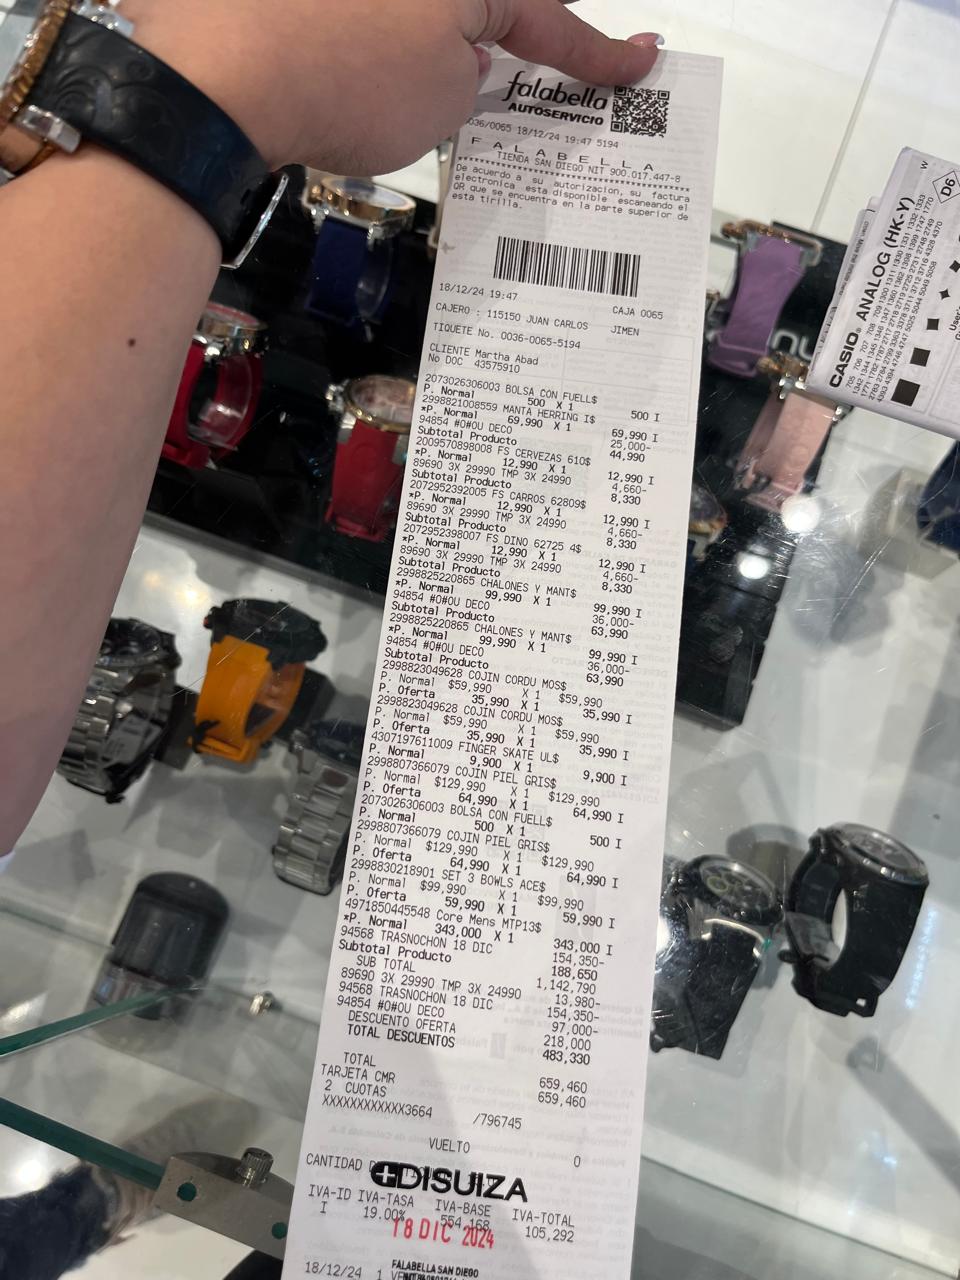 falabella
AUTOSERVICIO
0036/0065 18/12/24 19:47 5194
F A L A B E L L A
TIENDA SAN DIEGO NIT 900.017.447-8
De acuerdo a su autorizacion, su factura
electronica esta disponible escaneando el
QR que se encuentra en la parte superior de
esta tirilla.
18/12/24 19:47 CAJA 0065
CAJERO : 115150 JUAN CARLOS JIMEN
TIQUETE No. 0036-0065-5194
CLIENTE Martha Abad
No DOC 43575910
2073026306003 BOLSA CON FUELL$
P. Normal 500 X 1 500 I
2998821008559 MANTA HERRING I$
*P. Normal 69,990 X 1 69,990 I
94854 #O#OU DECO 25,000-
Subtotal Producto 44,990
2009570898008 FS CERVEZAS 610$
*P. Normal 12,990 X 1 12,990 I
89690 3X 29990 TMP 3X 24990 4,660-
Subtotal Producto 8,330
2072952392005 FS CARROS 62809$
*P. Normal 12,990 X 1 12,990 I
89690 3X 29990 TMP 3X 24990 4,660-
Subtotal Producto 8,330
2072952398007 FS DINO 62725 4$
*P. Normal 12,990 X 1 12,990 I
89690 3X 29990 TMP 3X 24990 4,660-
Subtotal Producto 8,330
2998825220865 CHALONES Y MANT$
*P. Normal 99,990 X 1 99,990 I
94854 #O#OU DECO 36,000-
Subtotal Producto 63,990
2998825220865 CHALONES Y MANT$
*P. Normal 99,990 X 1 99,990 I
94854 #O#OU DECO 36,000-
Subtotal Producto 63,990
2998823049628 COJIN CORDU MOS$
P. Normal $59,990 X 1 $59,990
P. Oferta 35,990 X 1 35,990 I
2998823049628 COJIN CORDU MOS$
P. Normal $59,990 X 1 $59,990
P. Oferta 35,990 X 1 35,990 I
4307197611009 FINGER SKATE UL$
P. Normal 9,900 X 1 9,900 I
2998807366079 COJIN PIEL GRIS$
P. Normal $129,990 X 1 $129,990
P. Oferta 64,990 X 1 64,990 I
2073026306003 BOLSA CON FUELL$
P. Normal 500 X 1 500 I
2998807366079 COJIN PIEL GRIS$
P. Normal $129,990 X 1 $129,990
P. Oferta 64,990 X 1 64,990 I
2998830218901 SET 3 BOWLS ACE$
P. Normal $99,990 X 1 $99,990
P. Oferta 59,990 X 1 59,990 I
4971850445548 Core Mens MTP13$
*P. Normal 343,000 X 1 343,000 I
94568 TRASNOCHON 18 DIC 154,350-
Subtotal Producto 188,650
SUB TOTAL 1,142,790
89690 3X 29990 TMP 3X 24990 13,980-
94568 TRASNOCHON 18 DIC 154,350-
94854 #O#OU DECO 97,000-
DESCUENTO OFERTA 218,000
TOTAL DESCUENTOS 483,330
TOTAL 659,460
TARJETA CMR 659,460
2 CUOTAS
XXXXXXXXXXXX3664 /796745
VUELTO 0
CANTIDAD
DISUIZA
IVA-ID IVA-TASA IVA-BASE IVA-TOTAL
I 19.00% 554,168 105,292
18 DIC 2024
FALABELLA SAN DIEGO
18/12/24 1
CASIO® ANALOG (HK-Y)
D6
W